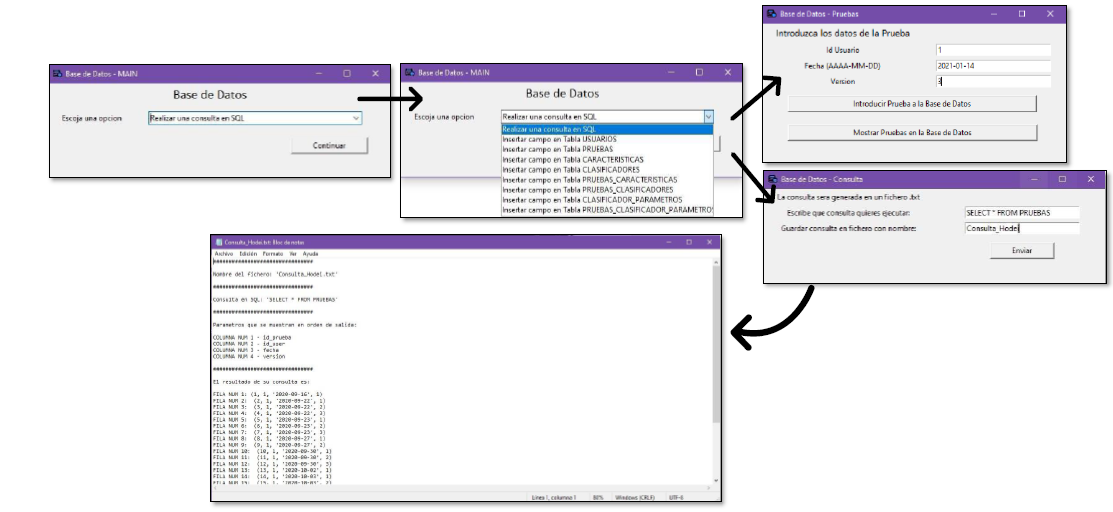 Base de Datos - MAIN
Base de Datos
Escoja una opcion
Realizar una consulta en SQL
Continuar
Base de Datos - MAIN
Base de Datos
Escoja una opcion
Realizar una consulta en SQL
Realizar una consulta en SQL
Insertar campo en Tabla USUARIOS
Insertar campo en Tabla PRUEBAS
Insertar campo en Tabla CARACTERISTICAS
Insertar campo en Tabla CLASIFICADORES
Insertar campo en Tabla PRUEBAS_CARACTERISTICAS
Insertar campo en Tabla PRUEBAS_CLASIFICADORES
Insertar campo en Tabla CLASIFICADOR_PARAMETROS
Insertar campo en Tabla PRUEBAS_CLASIFICADOR_PARAMETROS
Base de Datos - Pruebas
Introduzca los datos de la Prueba
Id Usuario 1
Fecha (AAAA-MM-DD) 2021-01-14
Version 3
Introducir Prueba a la Base de Datos
Mostrar Pruebas en la Base de Datos
Base de Datos - Consulta
La consulta sera generada en un fichero .txt
Escribe que consulta quieres ejecutar: SELECT * FROM PRUEBAS
Guardar consulta en fichero con nombre: Consulta_Hodei
Enviar
Consulta_Hodei.txt: Bloc de notas
Archivo Edición Formato Ver Ayuda
################################
Nombre del Fichero: 'Consulta_Hodei.txt'
################################
Consulta en SQL: 'SELECT * FROM PRUEBAS'
################################
Parametros que se muestran en orden de salida:
COLUMNA NUM 1 - id_prueba
COLUMNA NUM 2 - id_user
COLUMNA NUM 3 - fecha
COLUMNA NUM 4 - version
################################
El resultado de su consulta es:
FILA NUM 1: (1, 1, '2020-09-16', 1)
FILA NUM 2: (2, 1, '2020-09-22', 1)
FILA NUM 3: (3, 1, '2020-09-22', 2)
FILA NUM 4: (4, 1, '2020-09-22', 3)
FILA NUM 5: (5, 1, '2020-09-23', 1)
FILA NUM 6: (6, 1, '2020-09-23', 2)
FILA NUM 7: (7, 1, '2020-09-23', 3)
FILA NUM 8: (8, 1, '2020-09-27', 1)
FILA NUM 9: (9, 1, '2020-09-27', 2)
FILA NUM 10: (10, 1, '2020-09-30', 1)
FILA NUM 11: (11, 1, '2020-09-30', 2)
FILA NUM 12: (12, 1, '2020-09-30', 3)
FILA NUM 13: (13, 1, '2020-10-02', 1)
FILA NUM 14: (14, 1, '2020-10-03', 1)
FILA NUM 15: (15, 1, '2020-10-03', 2)
Línea 1, columna 1 80% Windows (CRLF) UTF-8